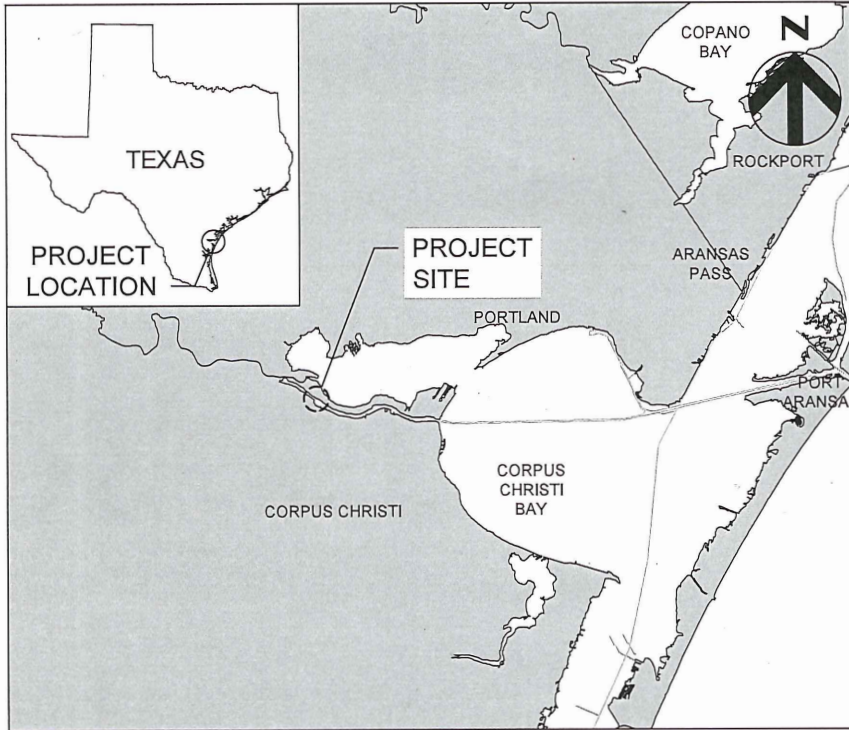 COPANO
BAY
N
ROCKPORT
TEXAS
PROJECT
LOCATION
PROJECT
SITE
ARANSAS
PASS
PORTLAND
PORT
ARANSA
CORPUS
CHRISTI
BAY
CORPUS CHRISTI